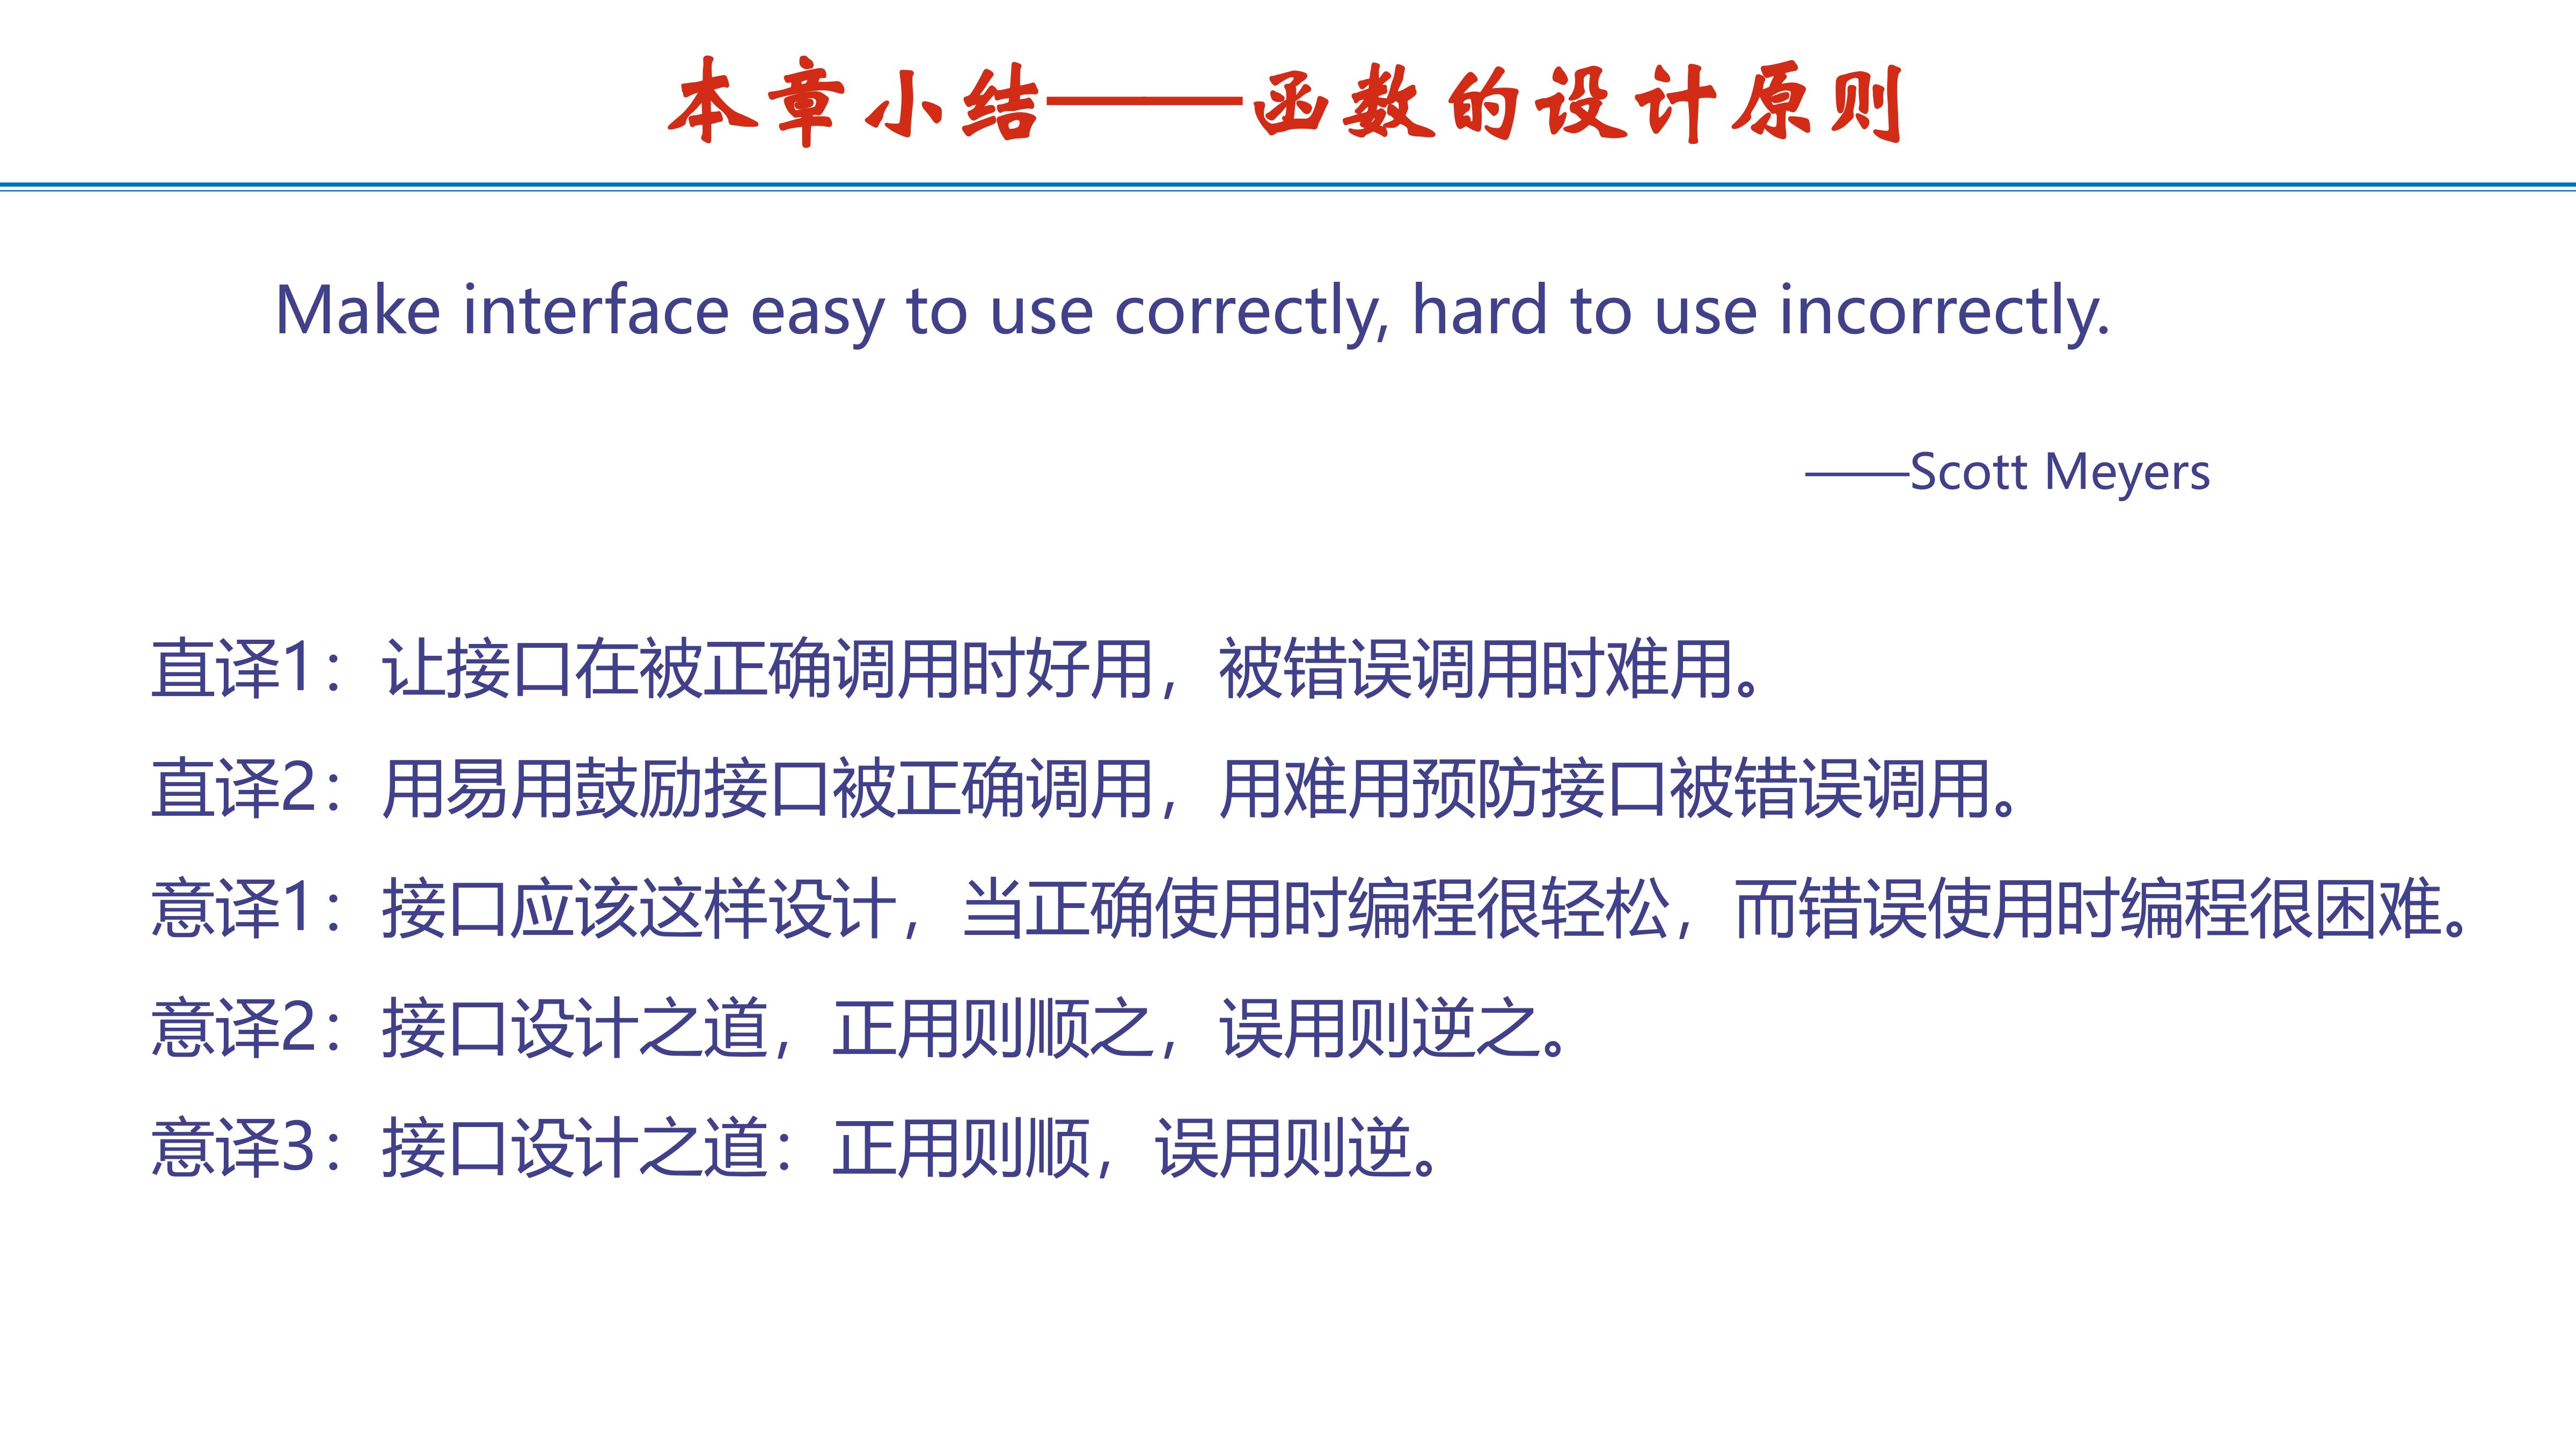 本章小结——函数的设计原则
Make interface easy to use correctly, hard to use incorrectly.
——Scott Meyers
直译1：让接口在被正确调用时好用，被错误调用时难用。
直译2：用易用鼓励接口被正确调用，用难用预防接口被错误调用。
意译1：接口应该这样设计，当正确使用时编程很轻松，而错误使用时编程很困难。
意译2：接口设计之道，正用则顺之，误用则逆之。
意译3：接口设计之道：正用则顺，误用则逆。